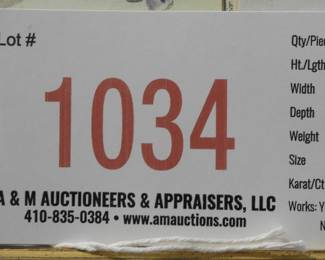 Lot #
1034
A & M AUCTIONEERS & APPRAISERS, LLC
410-835-0384 • www.amauctions.com
Qty/Pie
Ht./Lgth
Width
Depth
Weight
Size
Karat/Ct
Works: Y
N